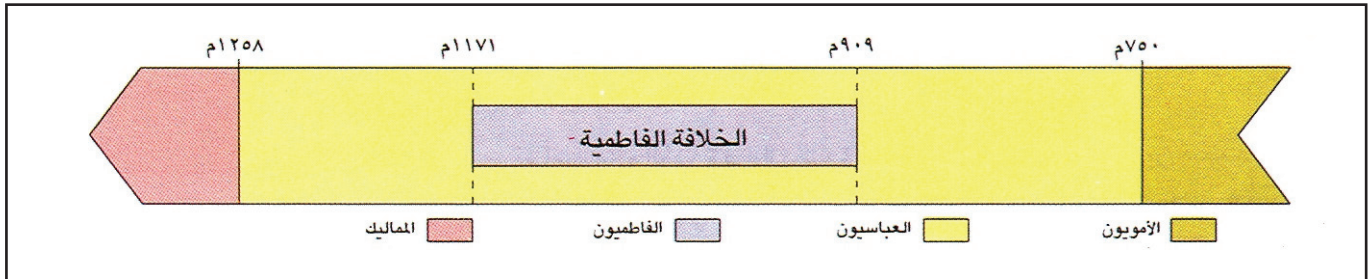 ٧٥٠م ٩٠٩م ١١٧١م ١٢٥٨م
الخلافة الفاطمية
الأمويون العباسيون الفاطميون المماليك